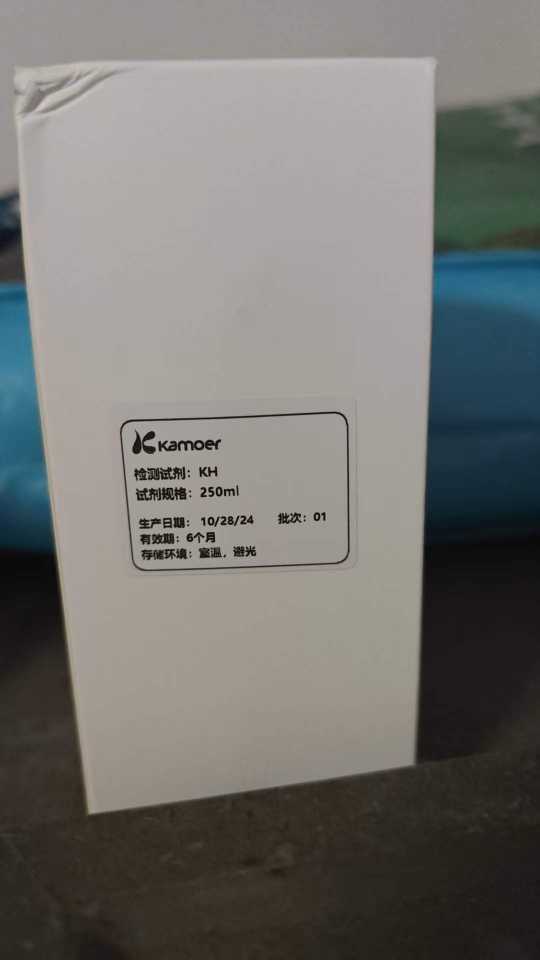 Kamoer
检测试剂：KH
试剂规格：250ml
生产日期： 10/28/24 批次：01
有效期：6个月
存储环境：室温，避光